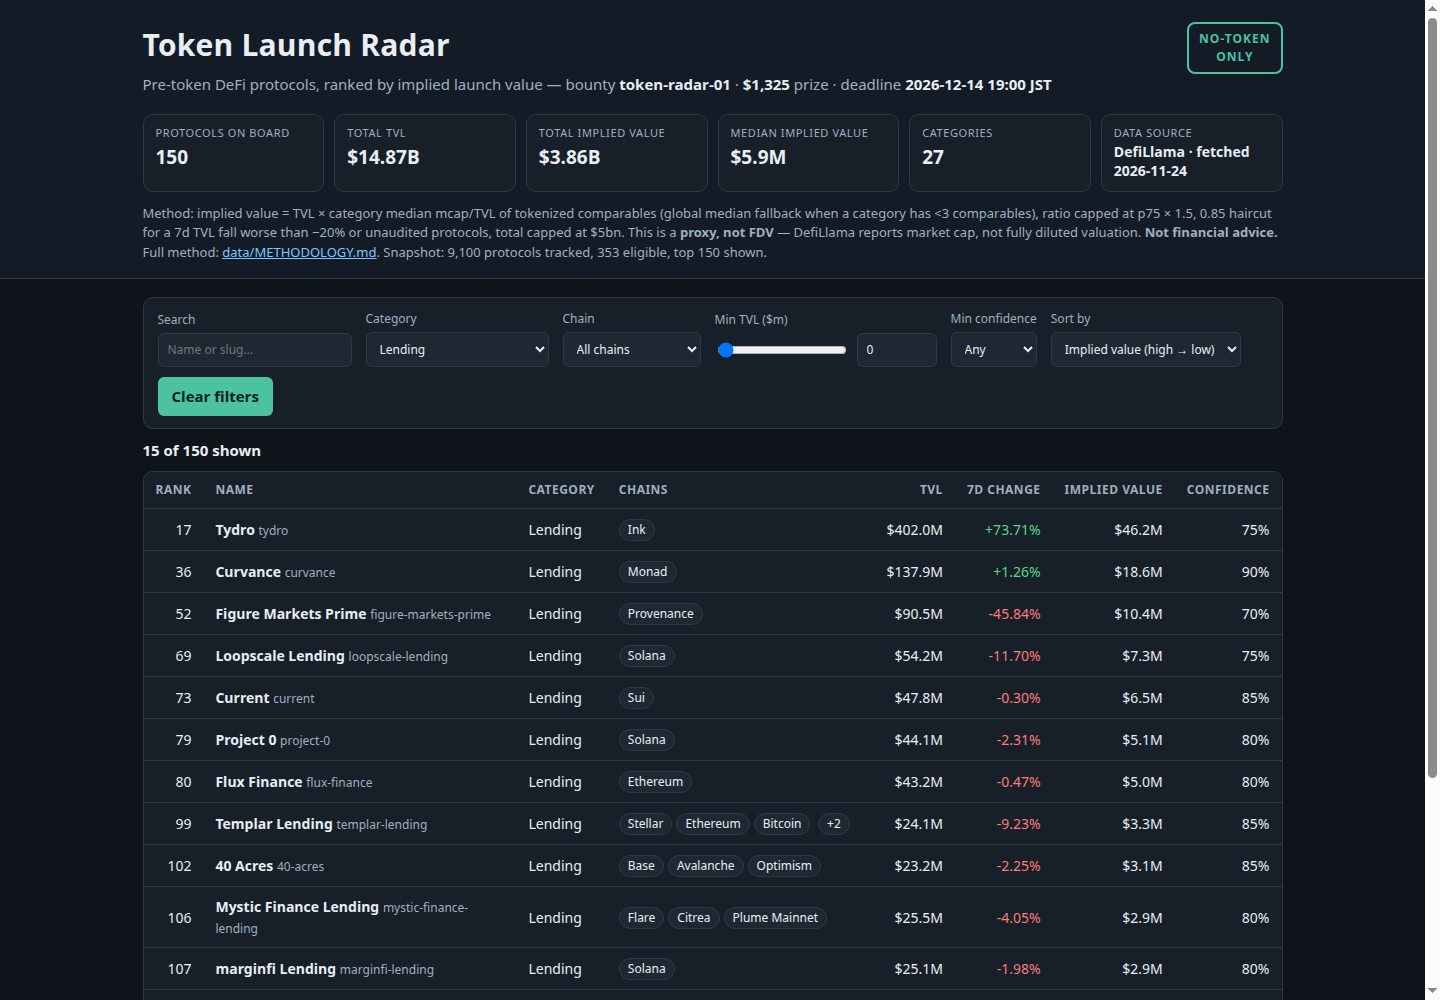 Token Launch Radar
NO-TOKEN
ONLY
Pre-token DeFi protocols, ranked by implied launch value — bounty token-radar-01 · $1,325 prize · deadline 2026-12-14 19:00 JST
PROTOCOLS ON BOARD
150
TOTAL TVL
$14.87B
TOTAL IMPLIED VALUE
$3.86B
MEDIAN IMPLIED VALUE
$5.9M
CATEGORIES
27
DATA SOURCE
DefiLlama · fetched
2026-11-24
Method: implied value = TVL × category median mcap/TVL of tokenized comparables (global median fallback when a category has <3 comparables), ratio capped at p75 × 1.5, 0.85 haircut
for a 7d TVL fall worse than −20% or unaudited protocols, total capped at $5bn. This is a proxy, not FDV — DefiLlama reports market cap, not fully diluted valuation. Not financial advice.
Full method: data/METHODOLOGY.md. Snapshot: 9,100 protocols tracked, 353 eligible, top 150 shown.
Search Category Chain Min TVL ($m) Min confidence Sort by
Name or slug... Lending All chains 0 Any Implied value (high → low)
Clear filters
15 of 150 shown
RANK NAME CATEGORY CHAINS TVL 7D CHANGE IMPLIED VALUE CONFIDENCE
17 Tydro tydro Lending Ink $402.0M +73.71% $46.2M 75%
36 Curvance curvance Lending Monad $137.9M +1.26% $18.6M 90%
52 Figure Markets Prime figure-markets-prime Lending Provenance $90.5M -45.84% $10.4M 70%
69 Loopscale Lending loopscale-lending Lending Solana $54.2M -11.70% $7.3M 75%
73 Current current Lending Sui $47.8M -0.30% $6.5M 85%
79 Project 0 project-0 Lending Solana $44.1M -2.31% $5.1M 80%
80 Flux Finance flux-finance Lending Ethereum $43.2M -0.47% $5.0M 80%
99 Templar Lending templar-lending Lending Stellar Ethereum Bitcoin +2 $24.1M -9.23% $3.3M 85%
102 40 Acres 40-acres Lending Base Avalanche Optimism $23.2M -2.25% $3.1M 85%
106 Mystic Finance Lending mystic-finance-
lending Lending Flare Citrea Plume Mainnet $25.5M -4.05% $2.9M 80%
107 marginfi Lending marginfi-lending Lending Solana $25.1M -1.98% $2.9M 80%